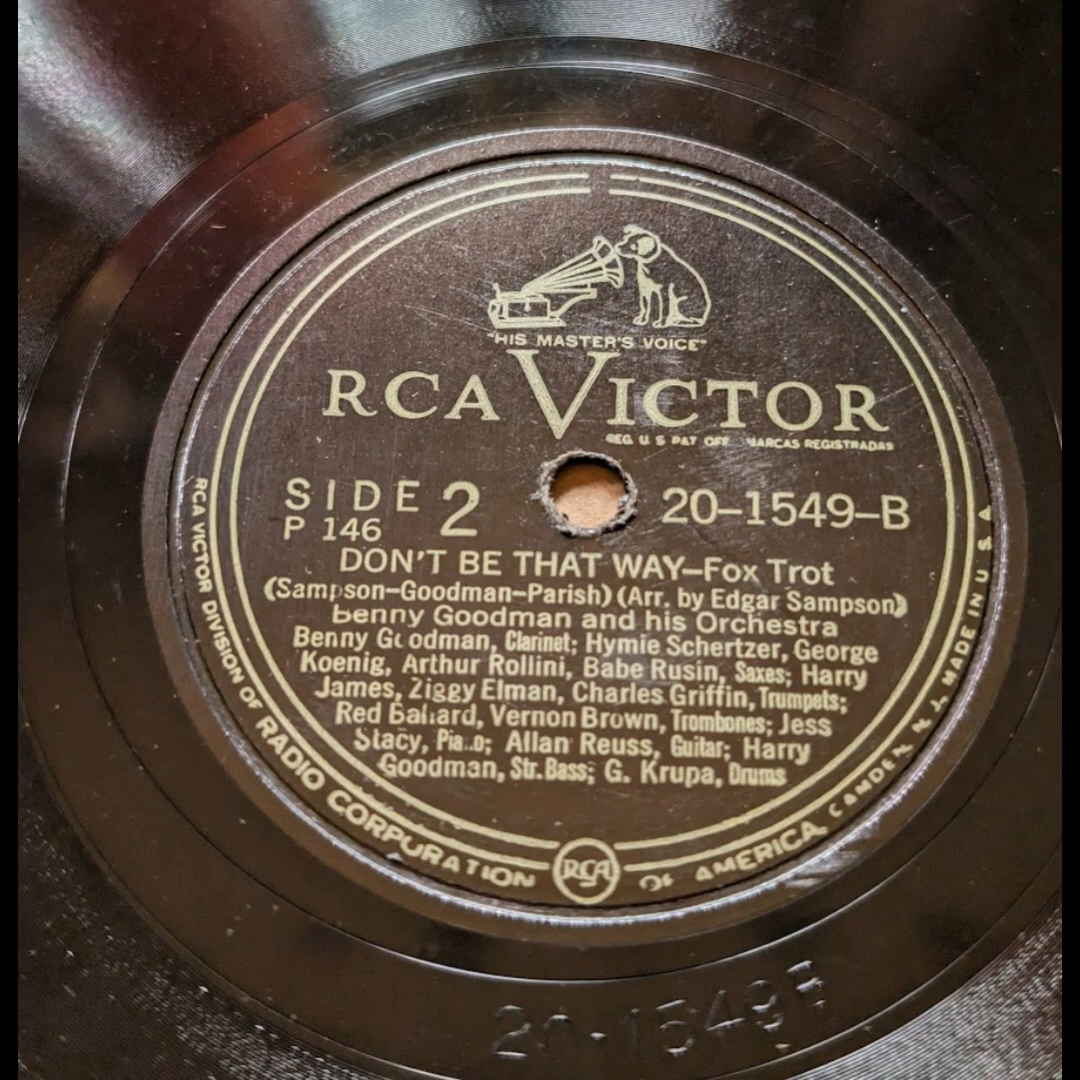 "HIS MASTER'S VOICE"
RCA VICTOR
REG. U. S. PAT. OFF. MARCAS REGISTRADAS
SIDE 2
P 146
20–1549–B
DON'T BE THAT WAY–Fox Trot
(Sampson–Goodman–Parish) (Arr. by Edgar Sampson)
Benny Goodman and his Orchestra
Benny Goodman, Clarinet; Hymie Schertzer, George
Koenig, Arthur Rollini, Babe Rusin, Saxes; Harry
James, Ziggy Elman, Charles Griffin, Trumpets;
Red Ballard, Vernon Brown, Trombones; Jess
Stacy, Piano; Allan Reuss, Guitar; Harry
Goodman, Str. Bass; G. Krupa, Drums
RCA VICTOR DIVISION OF RADIO CORPORATION OF AMERICA, CAMDEN, N. J. MADE IN U. S. A.
RCA
20-1549